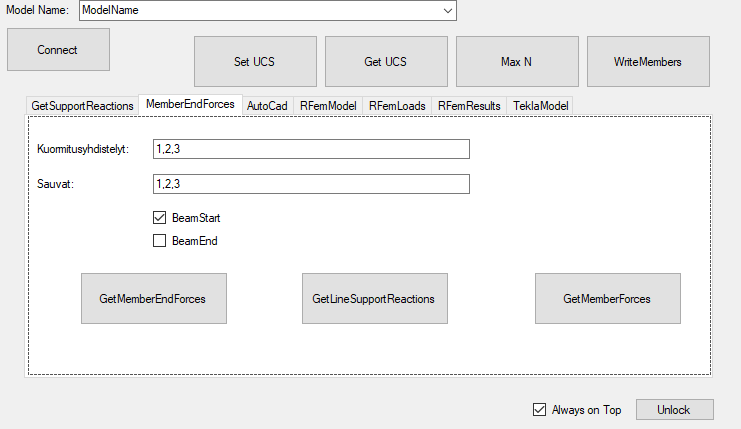 Model Name: ModelName
Connect
Set UCS Get UCS Max N WriteMembers
GetSupportReactions MemberEndForces AutoCad RFemModel RFemLoads RFemResults TeklaModel
Kuormitusyhdistelyt: 1,2,3
Sauvat: 1,2,3
BeamStart
BeamEnd
GetMemberEndForces GetLineSupportReactions GetMemberForces
Always on Top Unlock